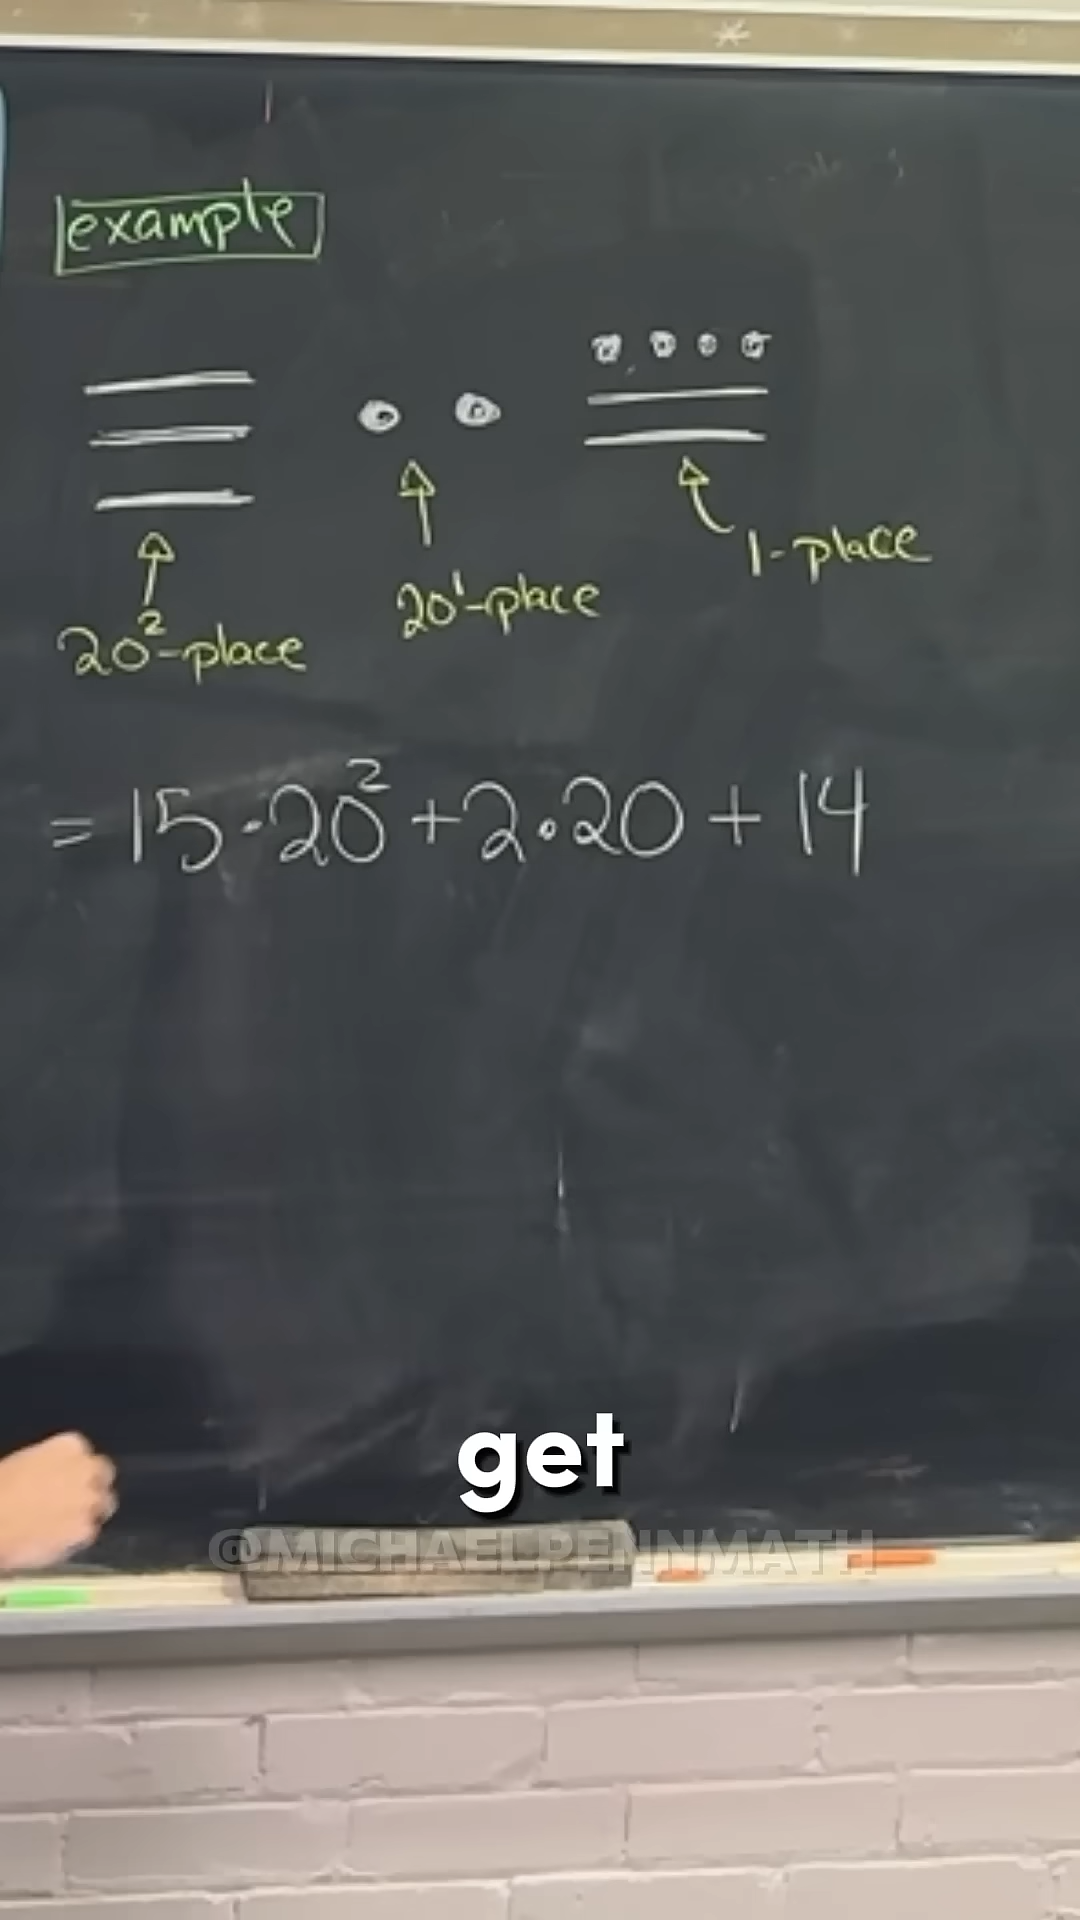 example
20²-place
20¹-place
1-place
= 15·20² + 2·20 + 14
get
@MICHAELPENNMATH